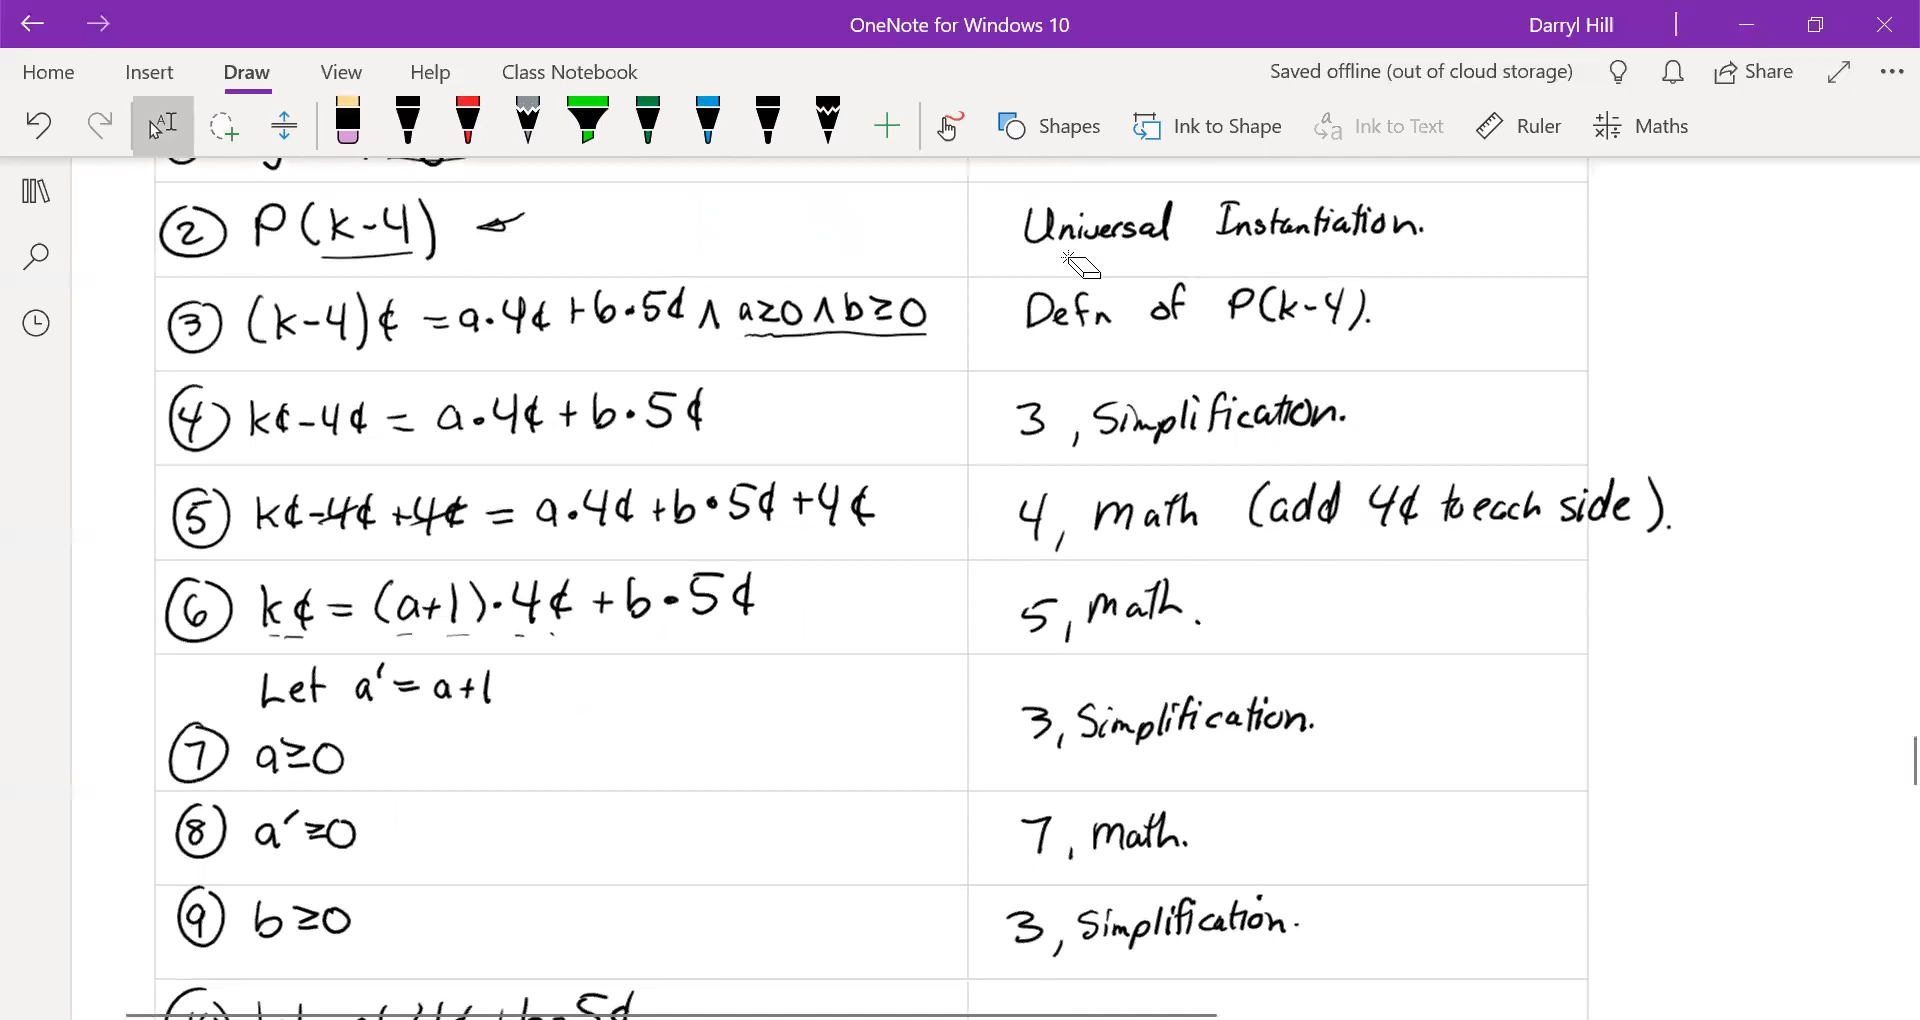 OneNote for Windows 10
Darryl Hill
Home Insert Draw View Help Class Notebook
Saved offline (out of cloud storage)
Share
Shapes
Ink to Shape
Ink to Text
Ruler
Maths
② P(k-4) Universal Instantiation.
③ (k-4)¢ = a•4¢ + b•5¢ ∧ a≥0 ∧ b≥0 Defn of P(k-4).
④ k¢-4¢ = a•4¢ + b•5¢ 3, Simplification.
⑤ k¢-4¢+4¢ = a•4¢ + b•5¢ +4¢ 4, math (add 4¢ to each side).
⑥ k¢ = (a+1)•4¢ + b•5¢ 5, math.
Let a' = a+1
⑦ a≥0 3, Simplification.
⑧ a'≥0 7, math.
⑨ b≥0 3, Simplification.